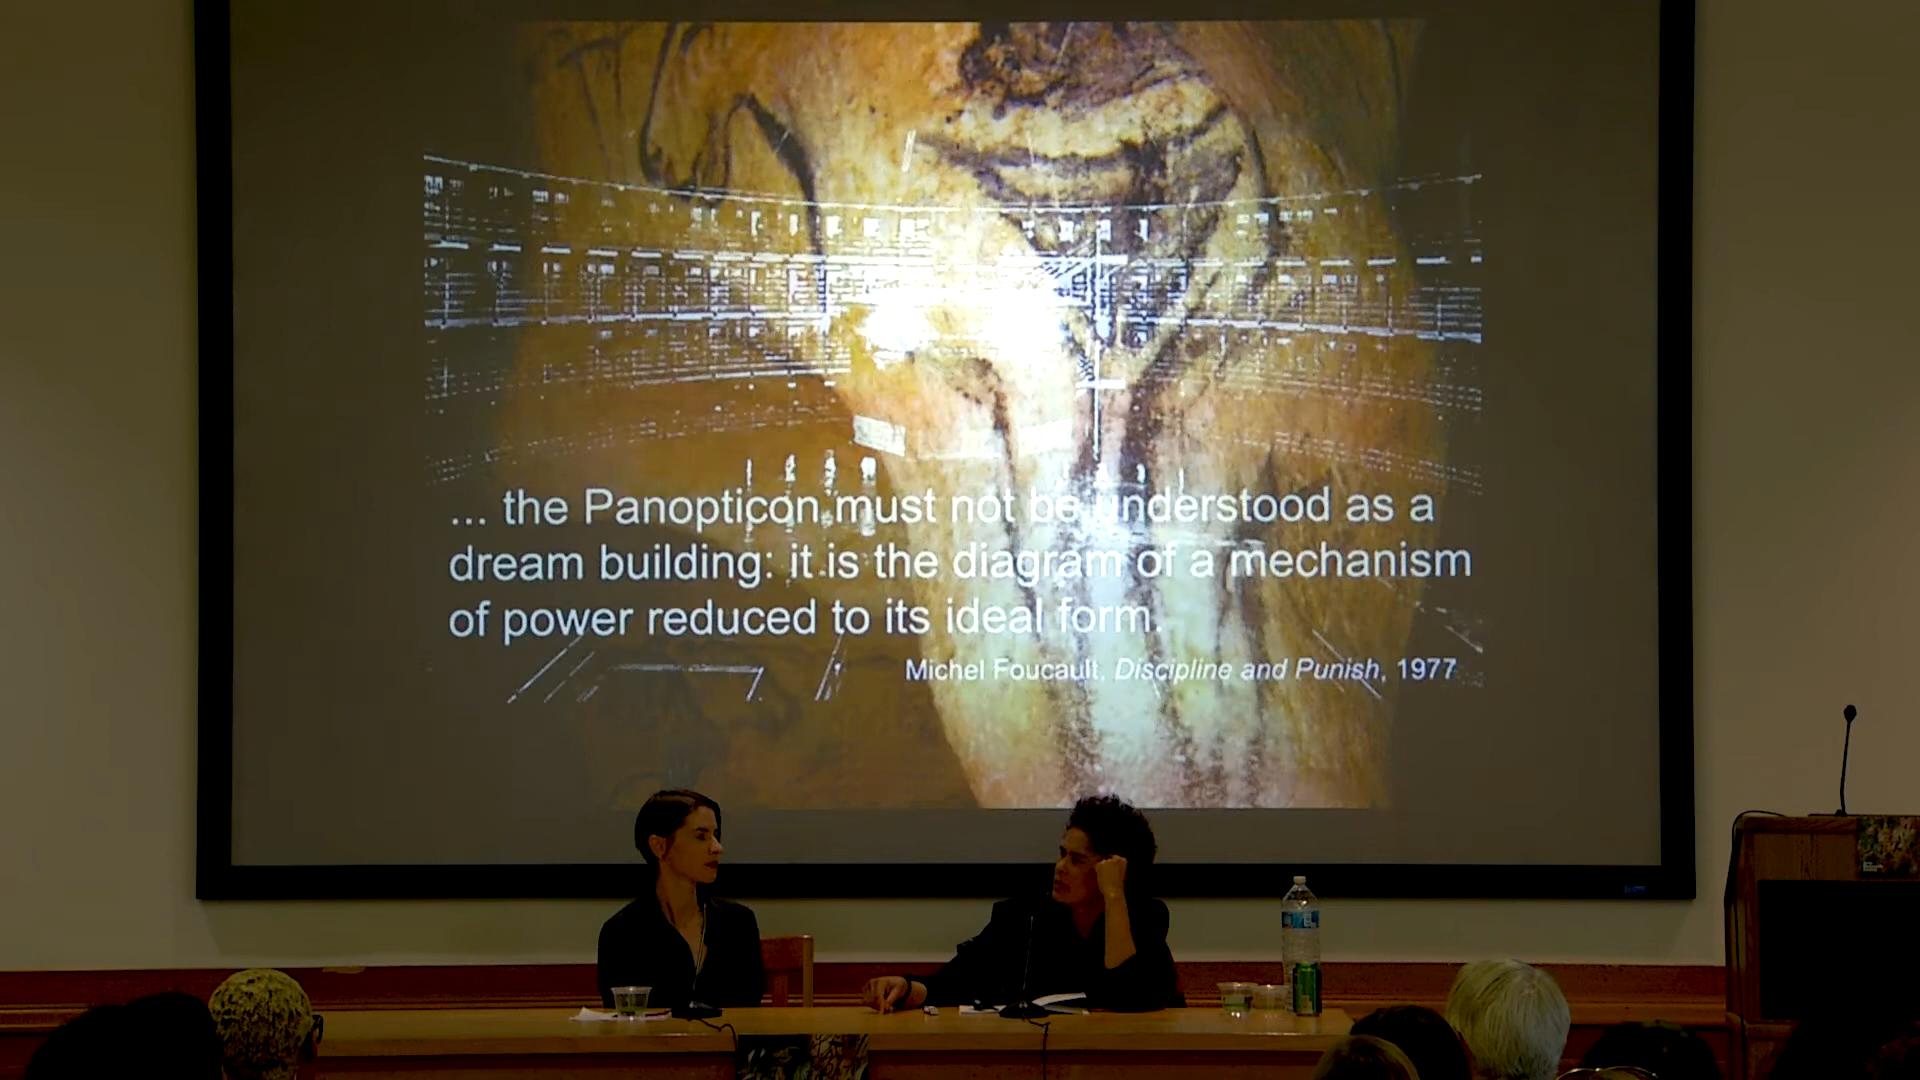 ... the Panopticon must not be understood as a
dream building: it is the diagram of a mechanism
of power reduced to its ideal form.
Michel Foucault, Discipline and Punish, 1977